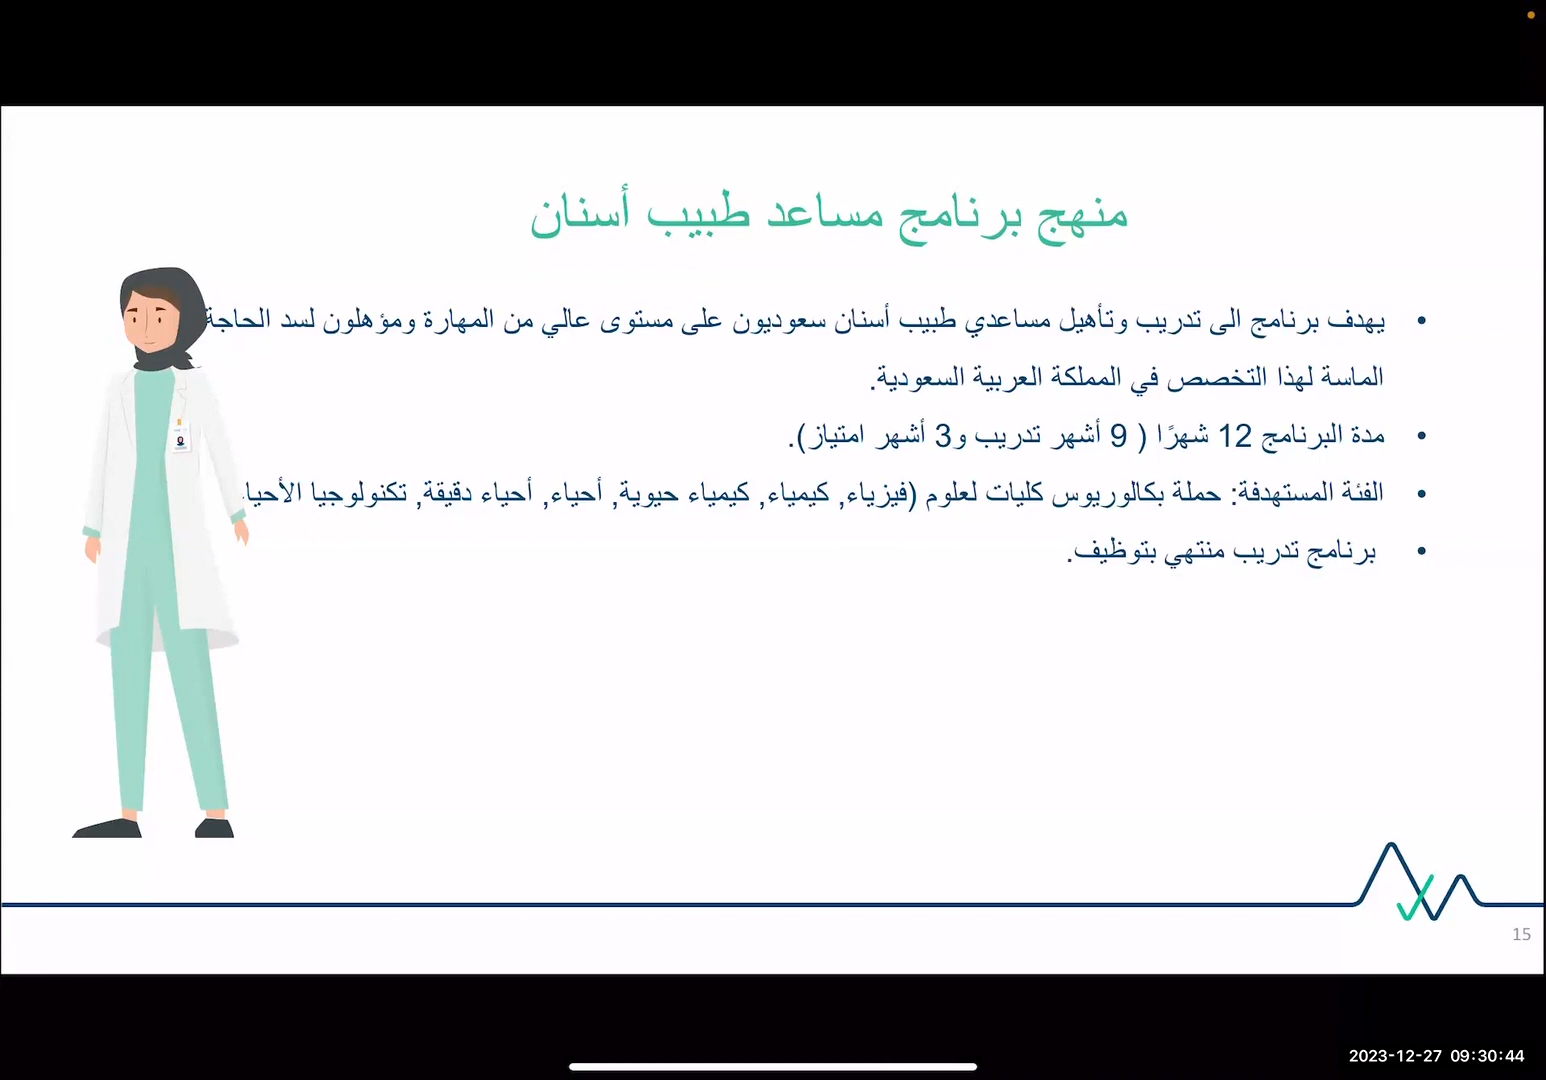 منهج برنامج مساعد طبيب أسنان
• يهدف برنامج الى تدريب وتأهيل مساعدي طبيب أسنان سعوديون على مستوى عالي من المهارة ومؤهلون لسد الحاجة
الماسة لهذا التخصص في المملكة العربية السعودية.
• مدة البرنامج 12 شهرًا ( 9 أشهر تدريب و3 أشهر امتياز).
• الفئة المستهدفة: حملة بكالوريوس كليات لعلوم (فيزياء, كيمياء, كيمياء حيوية, أحياء, أحياء دقيقة, تكنولوجيا الأحيا
• برنامج تدريب منتهي بتوظيف.
15
2023-12-27 09:30:44